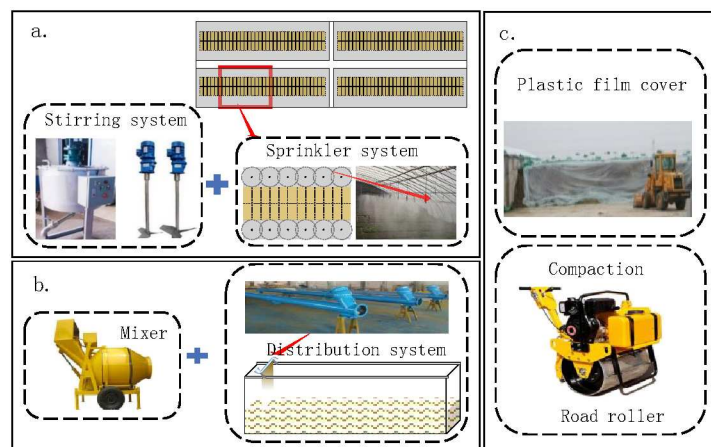 a.
Stirring system
Sprinkler system
b.
Mixer
Distribution system
c.
Plastic film cover
Compaction
Road roller